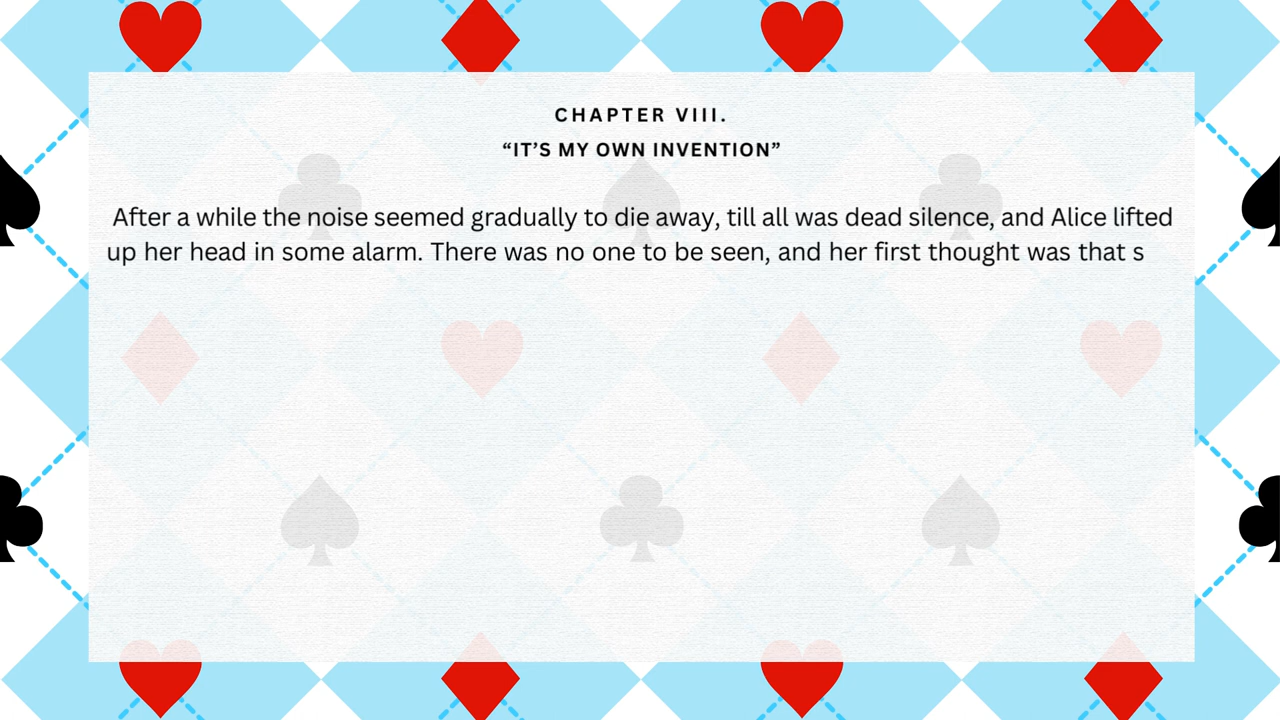 CHAPTER VIII.
“IT’S MY OWN INVENTION”
After a while the noise seemed gradually to die away, till all was dead silence, and Alice lifted
up her head in some alarm. There was no one to be seen, and her first thought was that s